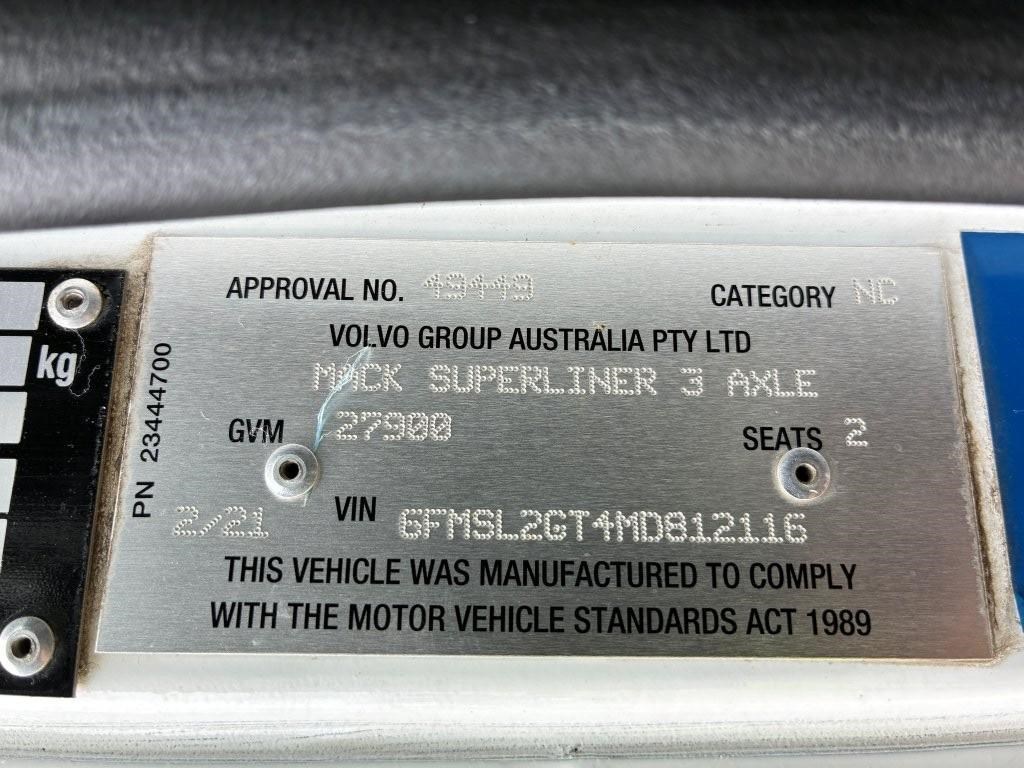 kg
PN 23444700
APPROVAL NO. 49449 CATEGORY NC
VOLVO GROUP AUSTRALIA PTY LTD
MACK SUPERLINER 3 AXLE
GVM 27900 SEATS 2
2/21 VIN 6FMSL2GT4MD812116
THIS VEHICLE WAS MANUFACTURED TO COMPLY
WITH THE MOTOR VEHICLE STANDARDS ACT 1989